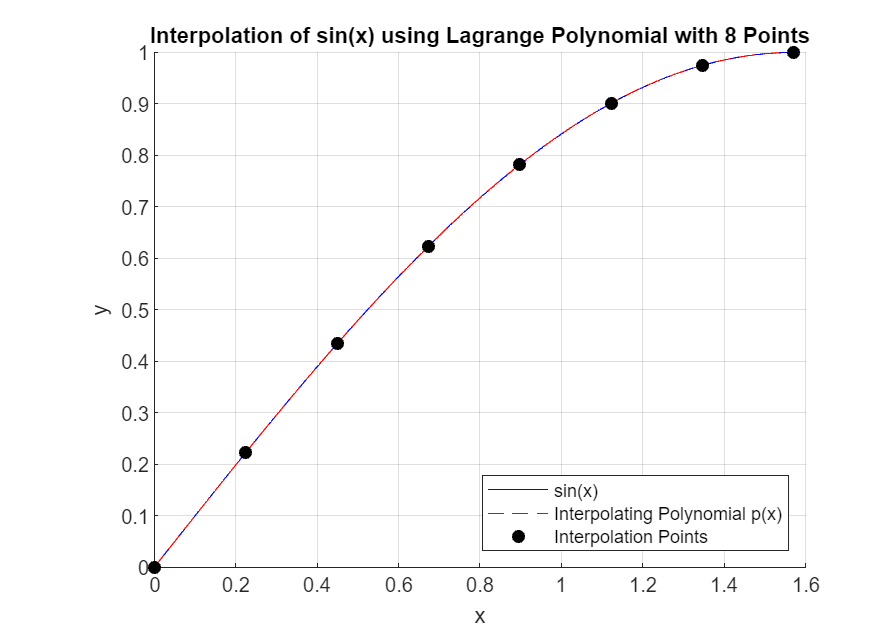 Interpolation of sin(x) using Lagrange Polynomial with 8 Points
1
0.9
0.8
0.7
0.6
0.5
0.4
0.3
0.2
0.1
0
y
sin(x)
Interpolating Polynomial p(x)
Interpolation Points
0 0.2 0.4 0.6 0.8 1 1.2 1.4 1.6
x